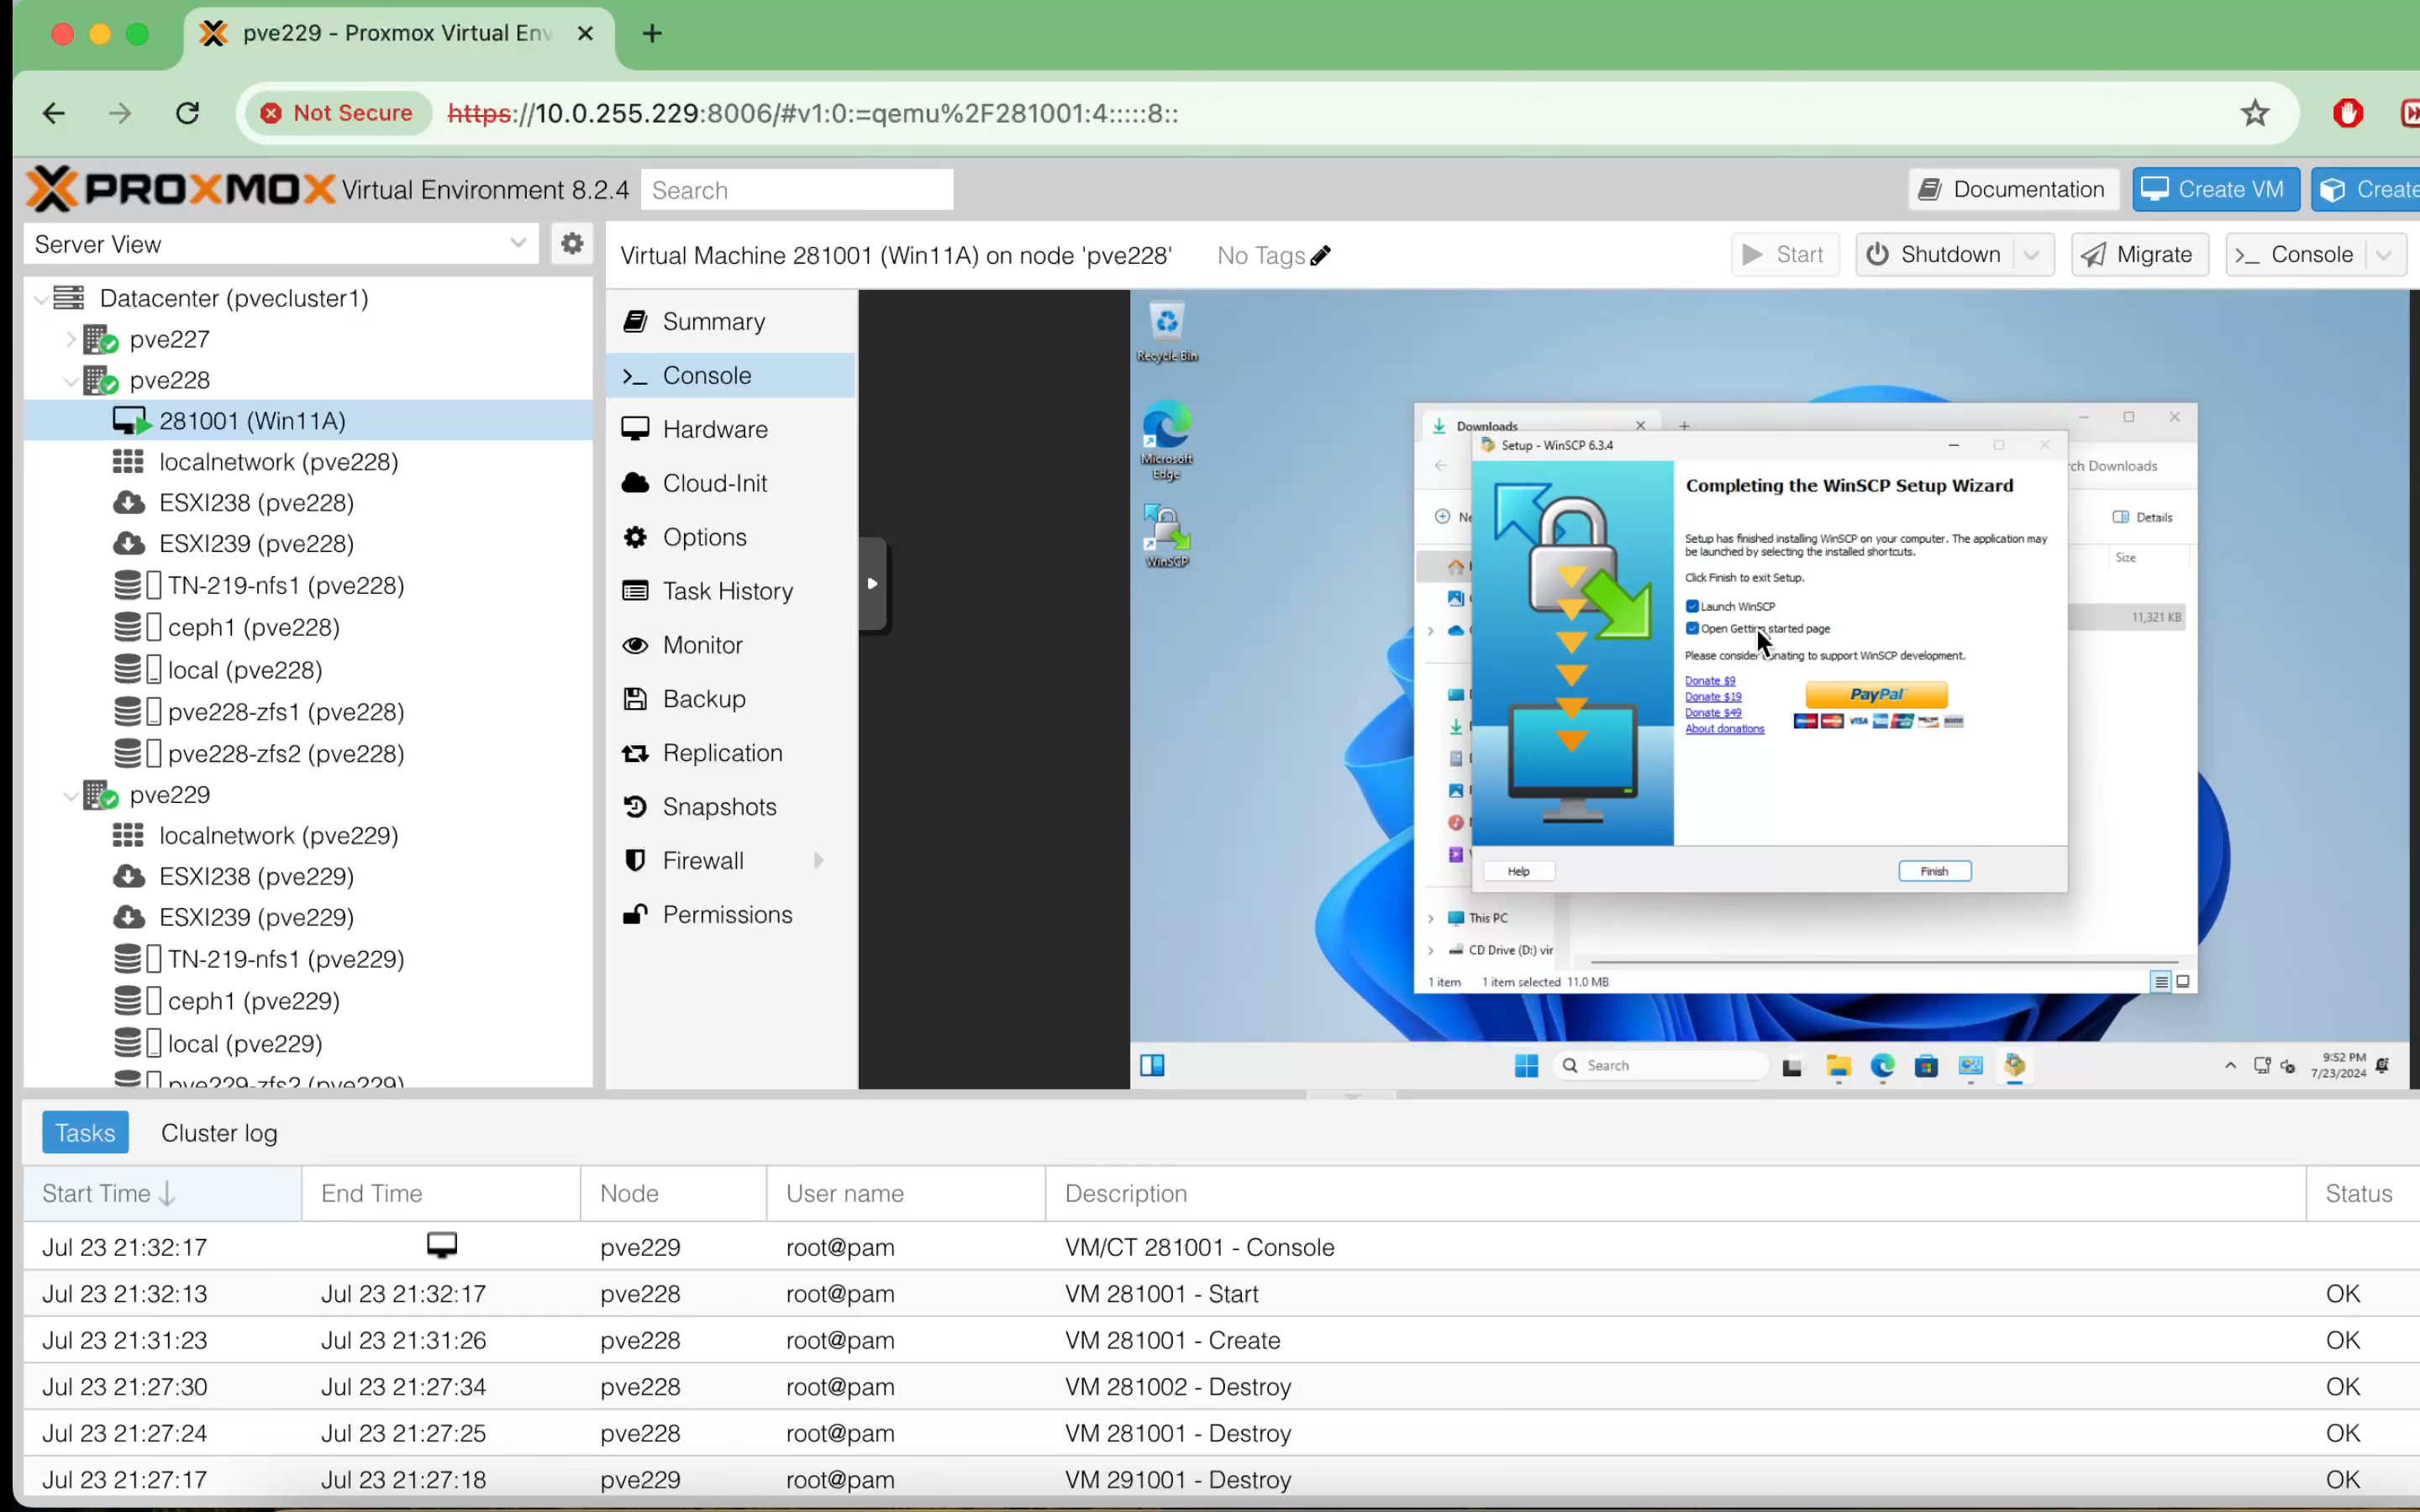 pve229 - Proxmox Virtual Env
Not Secure https://10.0.255.229:8006/#v1:0:=qemu%2F281001:4:::::8::
PROXMOX Virtual Environment 8.2.4 Search Documentation Create VM Create
Server View
Virtual Machine 281001 (Win11A) on node 'pve228' No Tags Start Shutdown Migrate Console
Datacenter (pvecluster1)
pve227
pve228
281001 (Win11A)
localnetwork (pve228)
ESXI238 (pve228)
ESXI239 (pve228)
TN-219-nfs1 (pve228)
ceph1 (pve228)
local (pve228)
pve228-zfs1 (pve228)
pve228-zfs2 (pve228)
pve229
localnetwork (pve229)
ESXI238 (pve229)
ESXI239 (pve229)
TN-219-nfs1 (pve229)
ceph1 (pve229)
local (pve229)
pve229-zfs2 (pve229)
Summary
Console
Hardware
Cloud-Init
Options
Task History
Monitor
Backup
Replication
Snapshots
Firewall
Permissions
Recycle Bin
Microsoft
Edge
WinSCP
Downloads
rch Downloads
Ne
Details
Size
11,321 KB
Setup - WinSCP 6.3.4
Completing the WinSCP Setup Wizard
Setup has finished installing WinSCP on your computer. The application may
be launched by selecting the installed shortcuts.
Click Finish to exit Setup.
Launch WinSCP
Open Getting started page
Please consider donating to support WinSCP development.
Donate $9
Donate $19
Donate $49
About donations
PayPal
VISA
Help Finish
This PC
CD Drive (D:) vir
1 item 1 item selected 11.0 MB
Search
9:52 PM
7/23/2024
Tasks Cluster log
Start Time End Time Node User name Description Status
Jul 23 21:32:17 pve229 root@pam VM/CT 281001 - Console
Jul 23 21:32:13 Jul 23 21:32:17 pve228 root@pam VM 281001 - Start OK
Jul 23 21:31:23 Jul 23 21:31:26 pve228 root@pam VM 281001 - Create OK
Jul 23 21:27:30 Jul 23 21:27:34 pve228 root@pam VM 281002 - Destroy OK
Jul 23 21:27:24 Jul 23 21:27:25 pve228 root@pam VM 281001 - Destroy OK
Jul 23 21:27:17 Jul 23 21:27:18 pve229 root@pam VM 291001 - Destroy OK